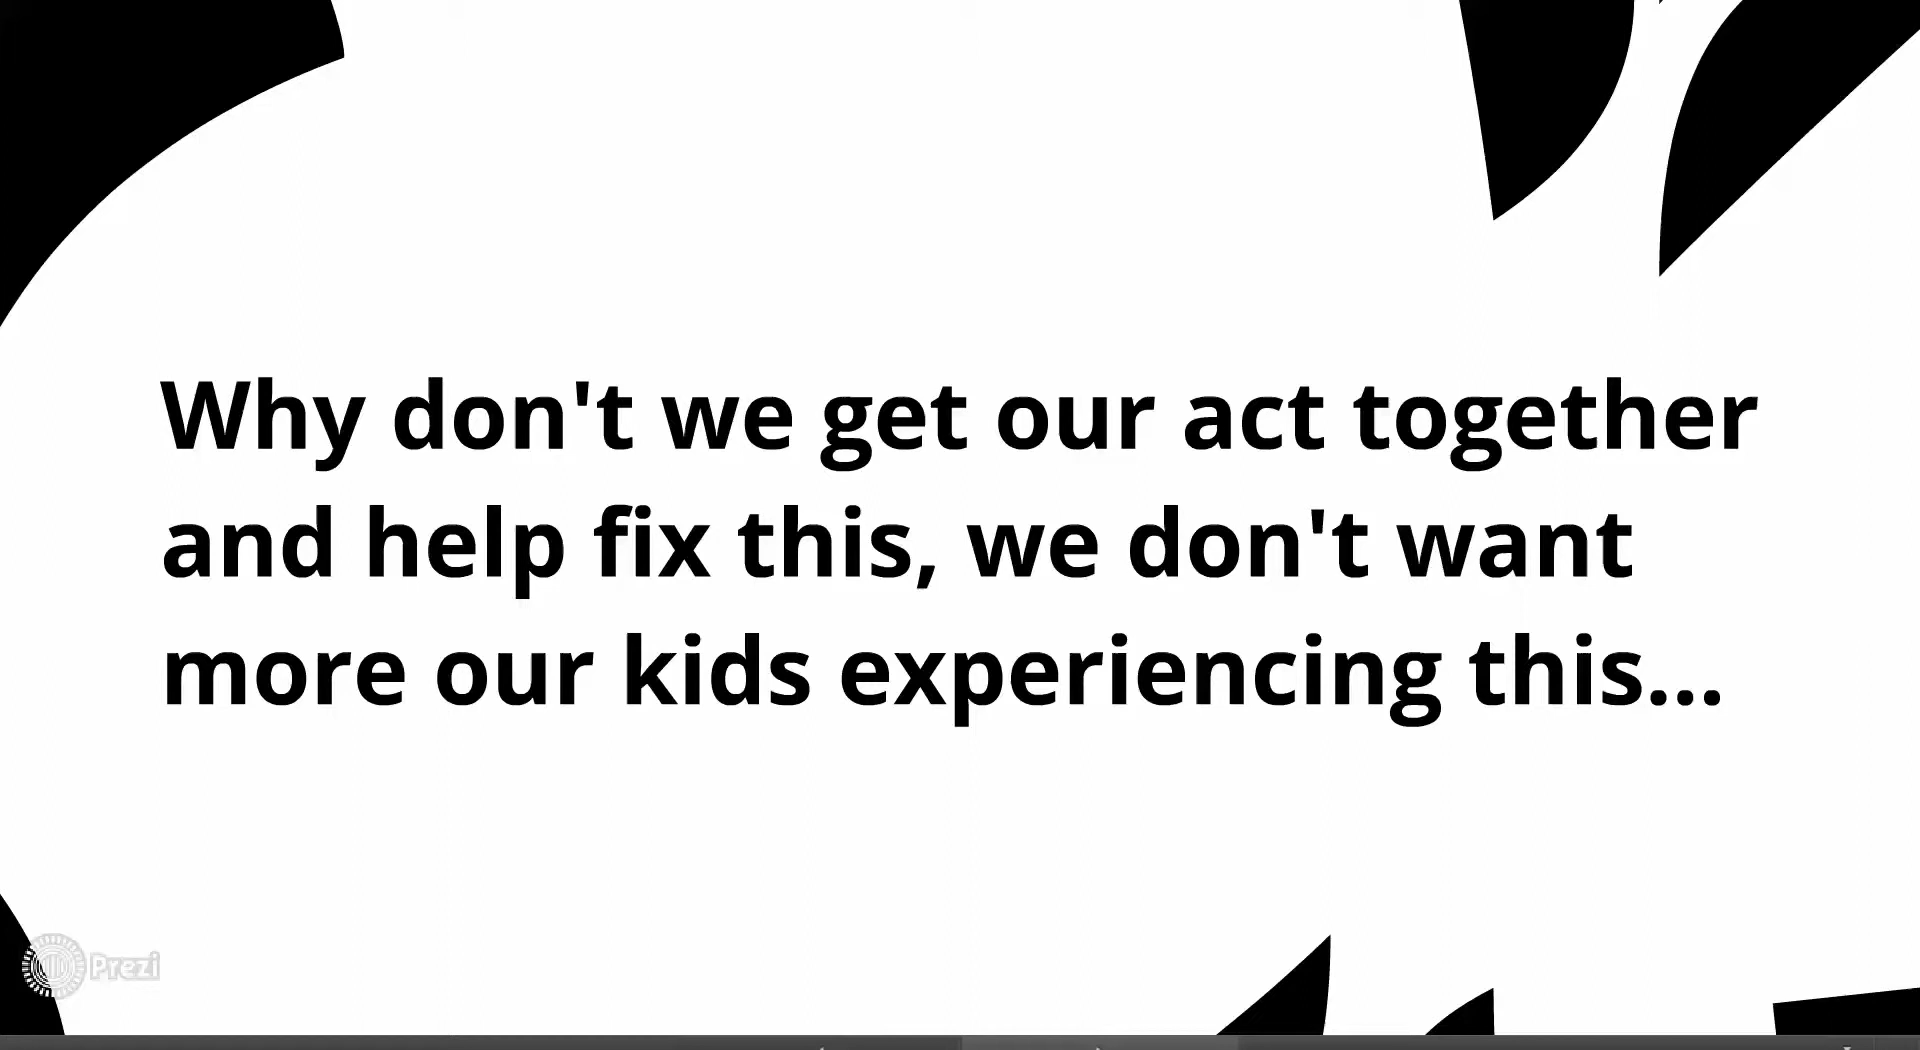 Why don't we get our act together
and help fix this, we don't want
more our kids experiencing this...
Prezi